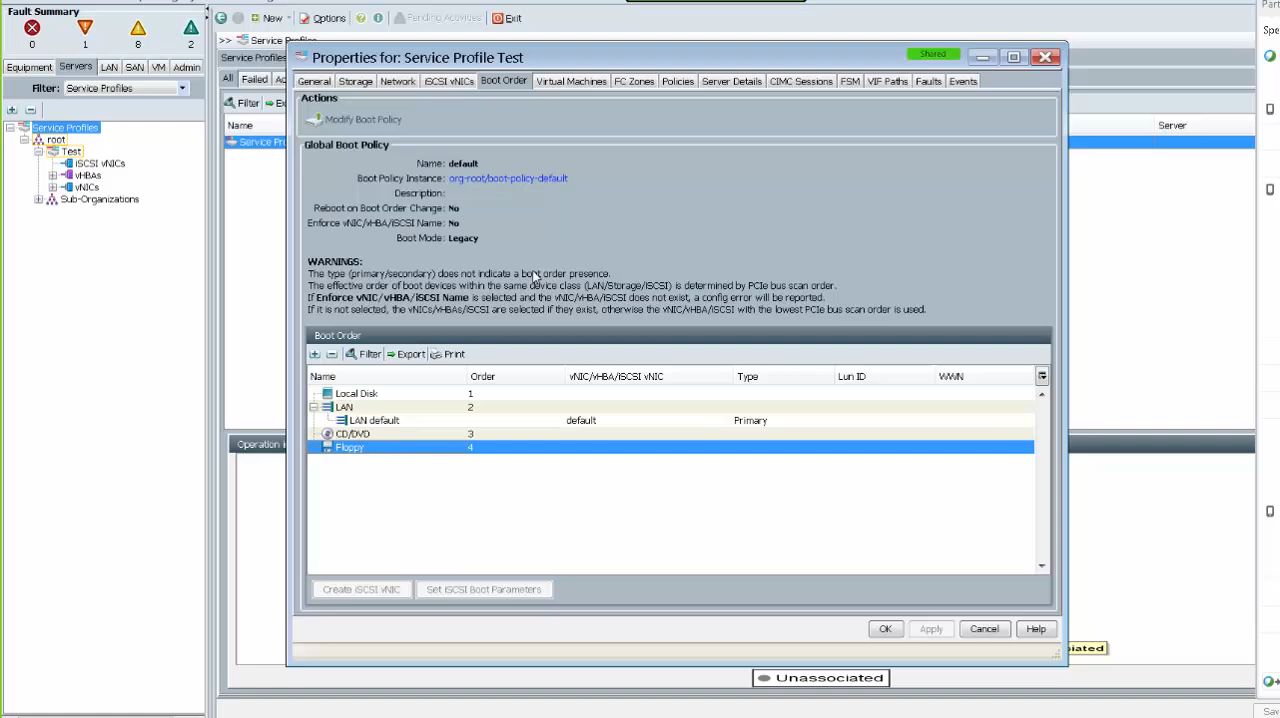 Fault Summary
0 1 8 0
Equipment Servers LAN SAN VM Admin
Filter: Service Profiles
Service Profiles
root
Test
iSCSI vNICs
vHBAs
vNICs
Sub-Organizations
New Options Pending Activities Exit
>> Service Profiles
Service Profiles
All Failed
Filter
Name Server
Service
Properties for: Service Profile Test
Shared
General Storage Network iSCSI vNICs Boot Order Virtual Machines FC Zones Policies Server Details CIMC Sessions FSM VIF Paths Faults Events
Actions
Modify Boot Policy
Global Boot Policy
Name: default
Boot Policy Instance: org-root/boot-policy-default
Description:
Reboot on Boot Order Change: No
Enforce vNIC/vHBA/iSCSI Name: No
Boot Mode: Legacy
WARNINGS:
The type (primary/secondary) does not indicate a boot order presence.
The effective order of boot devices within the same device class (LAN/Storage/iSCSI) is determined by PCIe bus scan order.
If Enforce vNIC/vHBA/iSCSI Name is selected and the vNIC/vHBA/iSCSI does not exist, a config error will be reported.
If it is not selected, the vNICs/vHBAs/iSCSI are selected if they exist, otherwise the vNIC/vHBA/iSCSI with the lowest PCIe bus scan order is used.
Boot Order
Filter Export Print
Name Order vNIC/vHBA/iSCSI vNIC Type Lun ID WWN
Local Disk 1
LAN 2
LAN default default Primary
CD/DVD 3
Floppy 4
Create iSCSI vNIC Set iSCSI Boot Parameters
OK Apply Cancel Help
Operation
Unassociated